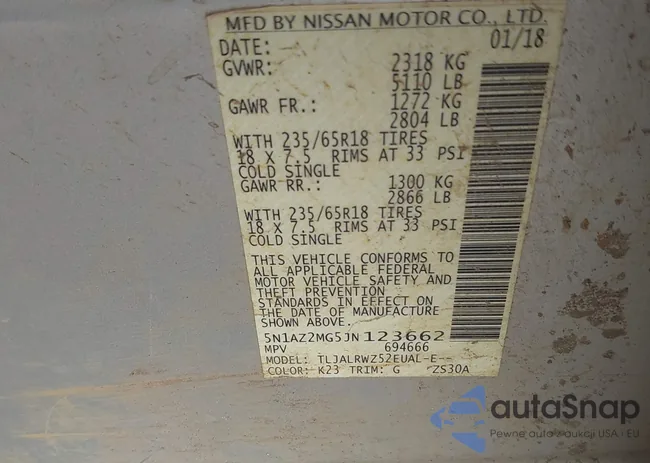 MFD BY NISSAN MOTOR CO., LTD.
DATE: 01/18
GVWR: 2318 KG
5110 LB
GAWR FR.: 1272 KG
2804 LB
WITH 235/65R18 TIRES
18 X 7.5 RIMS AT 33 PSI
COLD SINGLE
GAWR RR.: 1300 KG
2866 LB
WITH 235/65R18 TIRES
18 X 7.5 RIMS AT 33 PSI
COLD SINGLE
THIS VEHICLE CONFORMS TO
ALL APPLICABLE FEDERAL
MOTOR VEHICLE SAFETY AND
THEFT PREVENTION
STANDARDS IN EFFECT ON
THE DATE OF MANUFACTURE
SHOWN ABOVE.
5N1AZ2MG5JN123662
MPV 694666
MODEL: TLJALRWZ52EUAL-E--
COLOR: K23 TRIM: G ZS30A
autaSnap
Pewne auto z aukcji USA i EU